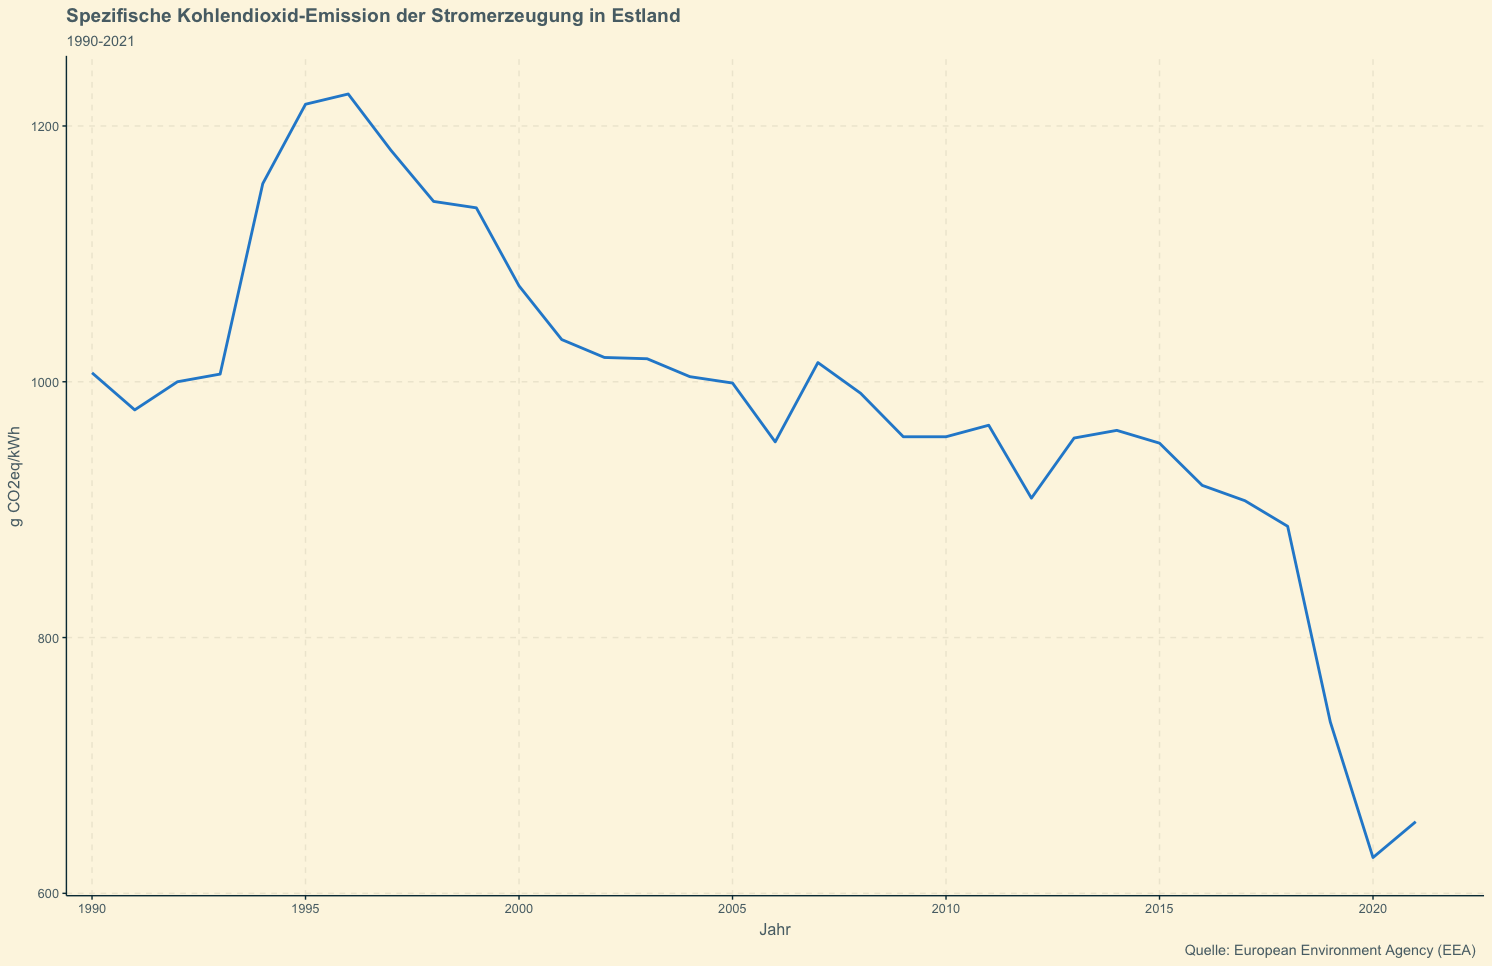 Spezifische Kohlendioxid-Emission der Stromerzeugung in Estland
1990-2021
g CO2eq/kWh
1200
1000
800
600
1990 1995 2000 2005 2010 2015 2020
Jahr
Quelle: European Environment Agency (EEA)